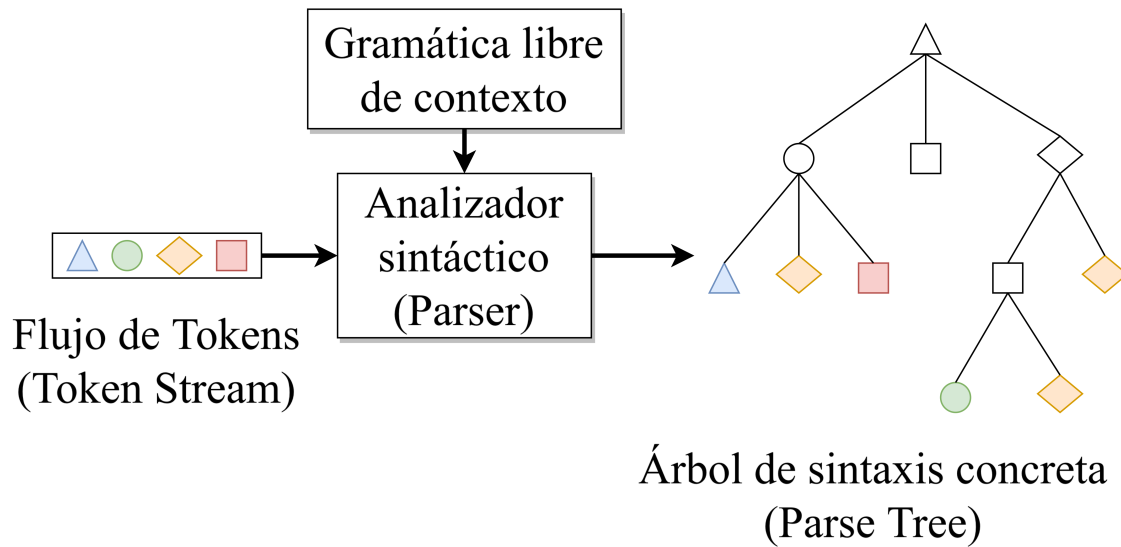 Gramática libre
de contexto
Analizador
sintáctico
(Parser)
Flujo de Tokens
(Token Stream)
Árbol de sintaxis concreta
(Parse Tree)